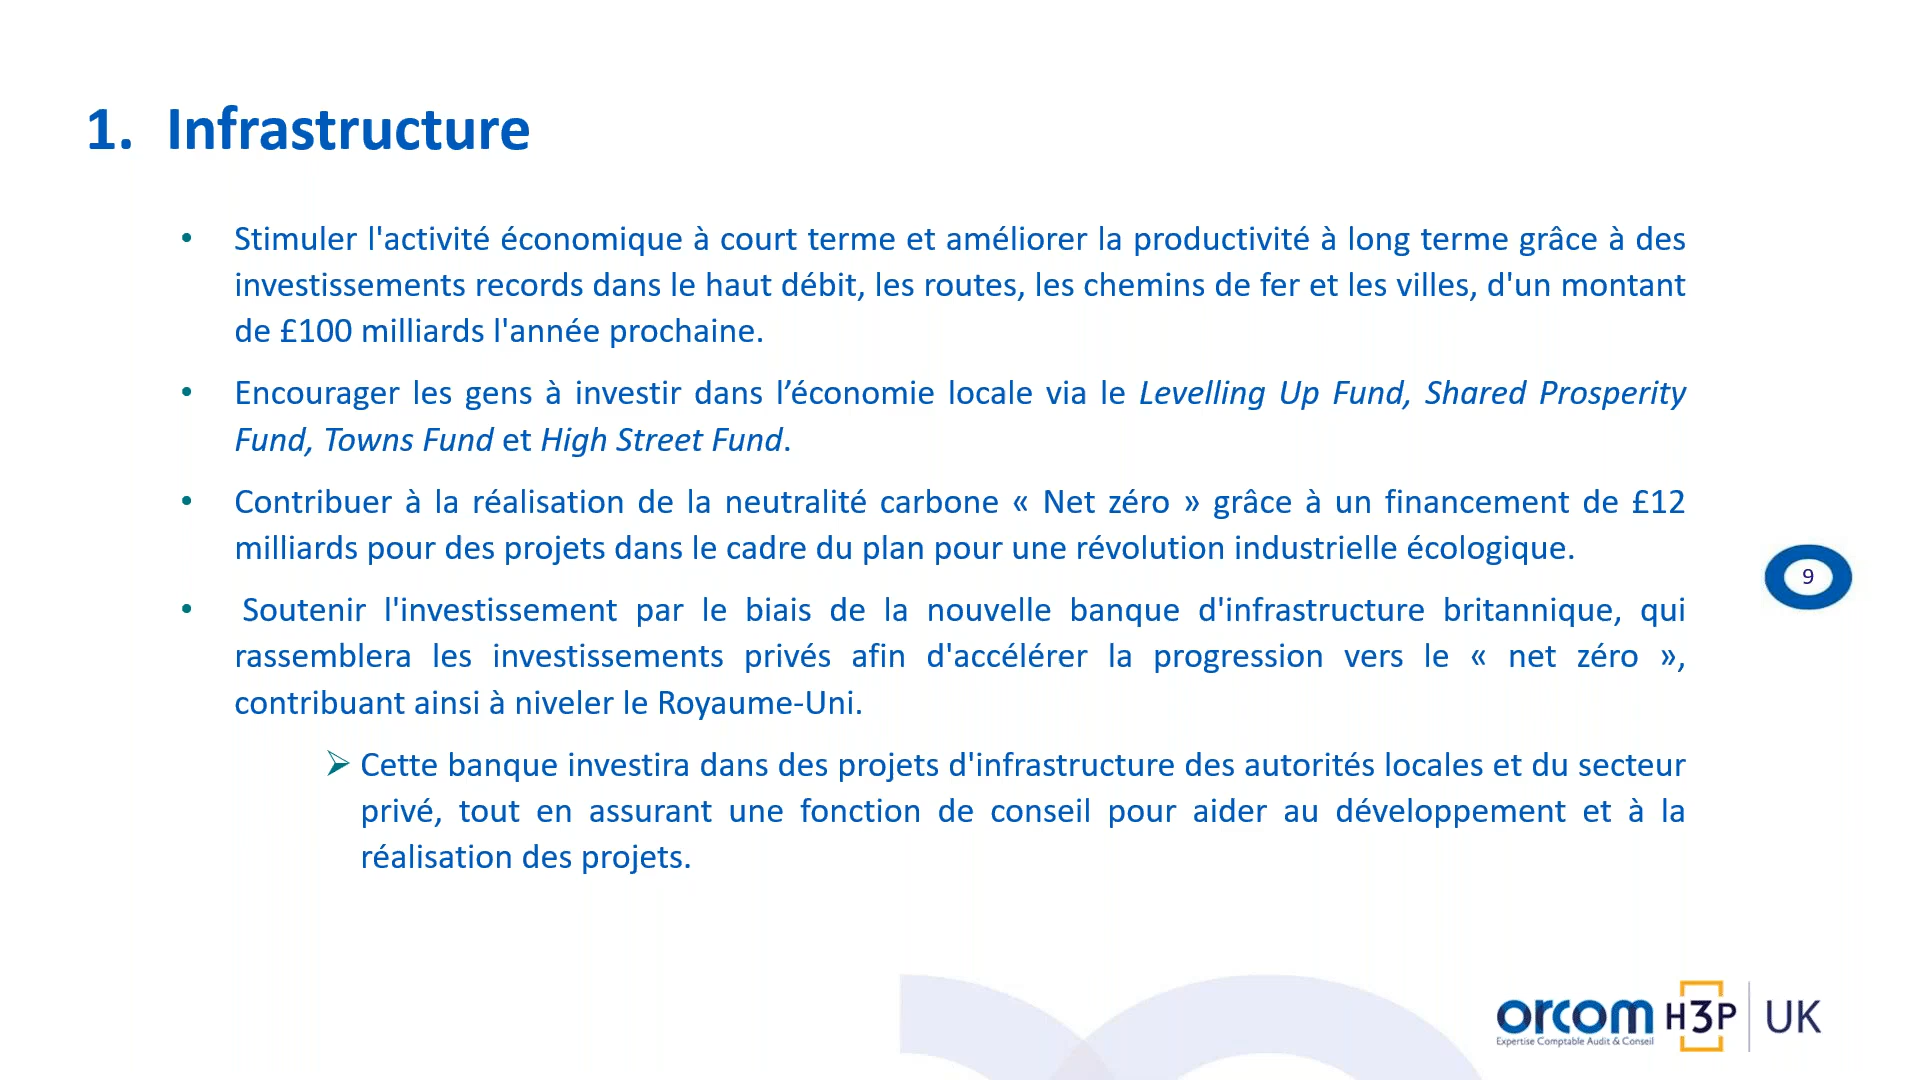 1. Infrastructure
• Stimuler l'activité économique à court terme et améliorer la productivité à long terme grâce à des
investissements records dans le haut débit, les routes, les chemins de fer et les villes, d'un montant
de £100 milliards l'année prochaine.
• Encourager les gens à investir dans l’économie locale via le Levelling Up Fund, Shared Prosperity
Fund, Towns Fund et High Street Fund.
• Contribuer à la réalisation de la neutralité carbone « Net zéro » grâce à un financement de £12
milliards pour des projets dans le cadre du plan pour une révolution industrielle écologique.
• Soutenir l'investissement par le biais de la nouvelle banque d'infrastructure britannique, qui
rassemblera les investissements privés afin d'accélérer la progression vers le « net zéro »,
contribuant ainsi à niveler le Royaume-Uni.
➢ Cette banque investira dans des projets d'infrastructure des autorités locales et du secteur
privé, tout en assurant une fonction de conseil pour aider au développement et à la
réalisation des projets.
9
orcom H3P UK
Expertise Comptable Audit & Conseil